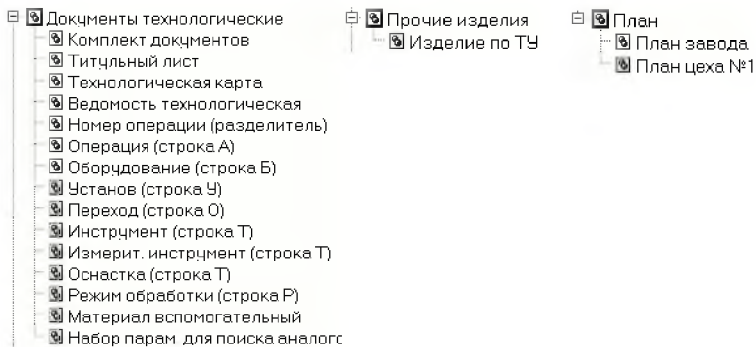 Документы технологические
Комплект документов
Титульный лист
Технологическая карта
Ведомость технологическая
Номер операции (разделитель)
Операция (строка А)
Оборудование (строка Б)
Установ (строка У)
Переход (строка О)
Инструмент (строка Т)
Измерит. инструмент (строка Т)
Оснастка (строка Т)
Режим обработки (строка Р)
Материал вспомогательный
Набор парам. для поиска аналогс
Прочие изделия
Изделие по ТУ
План
План завода
План цеха №1